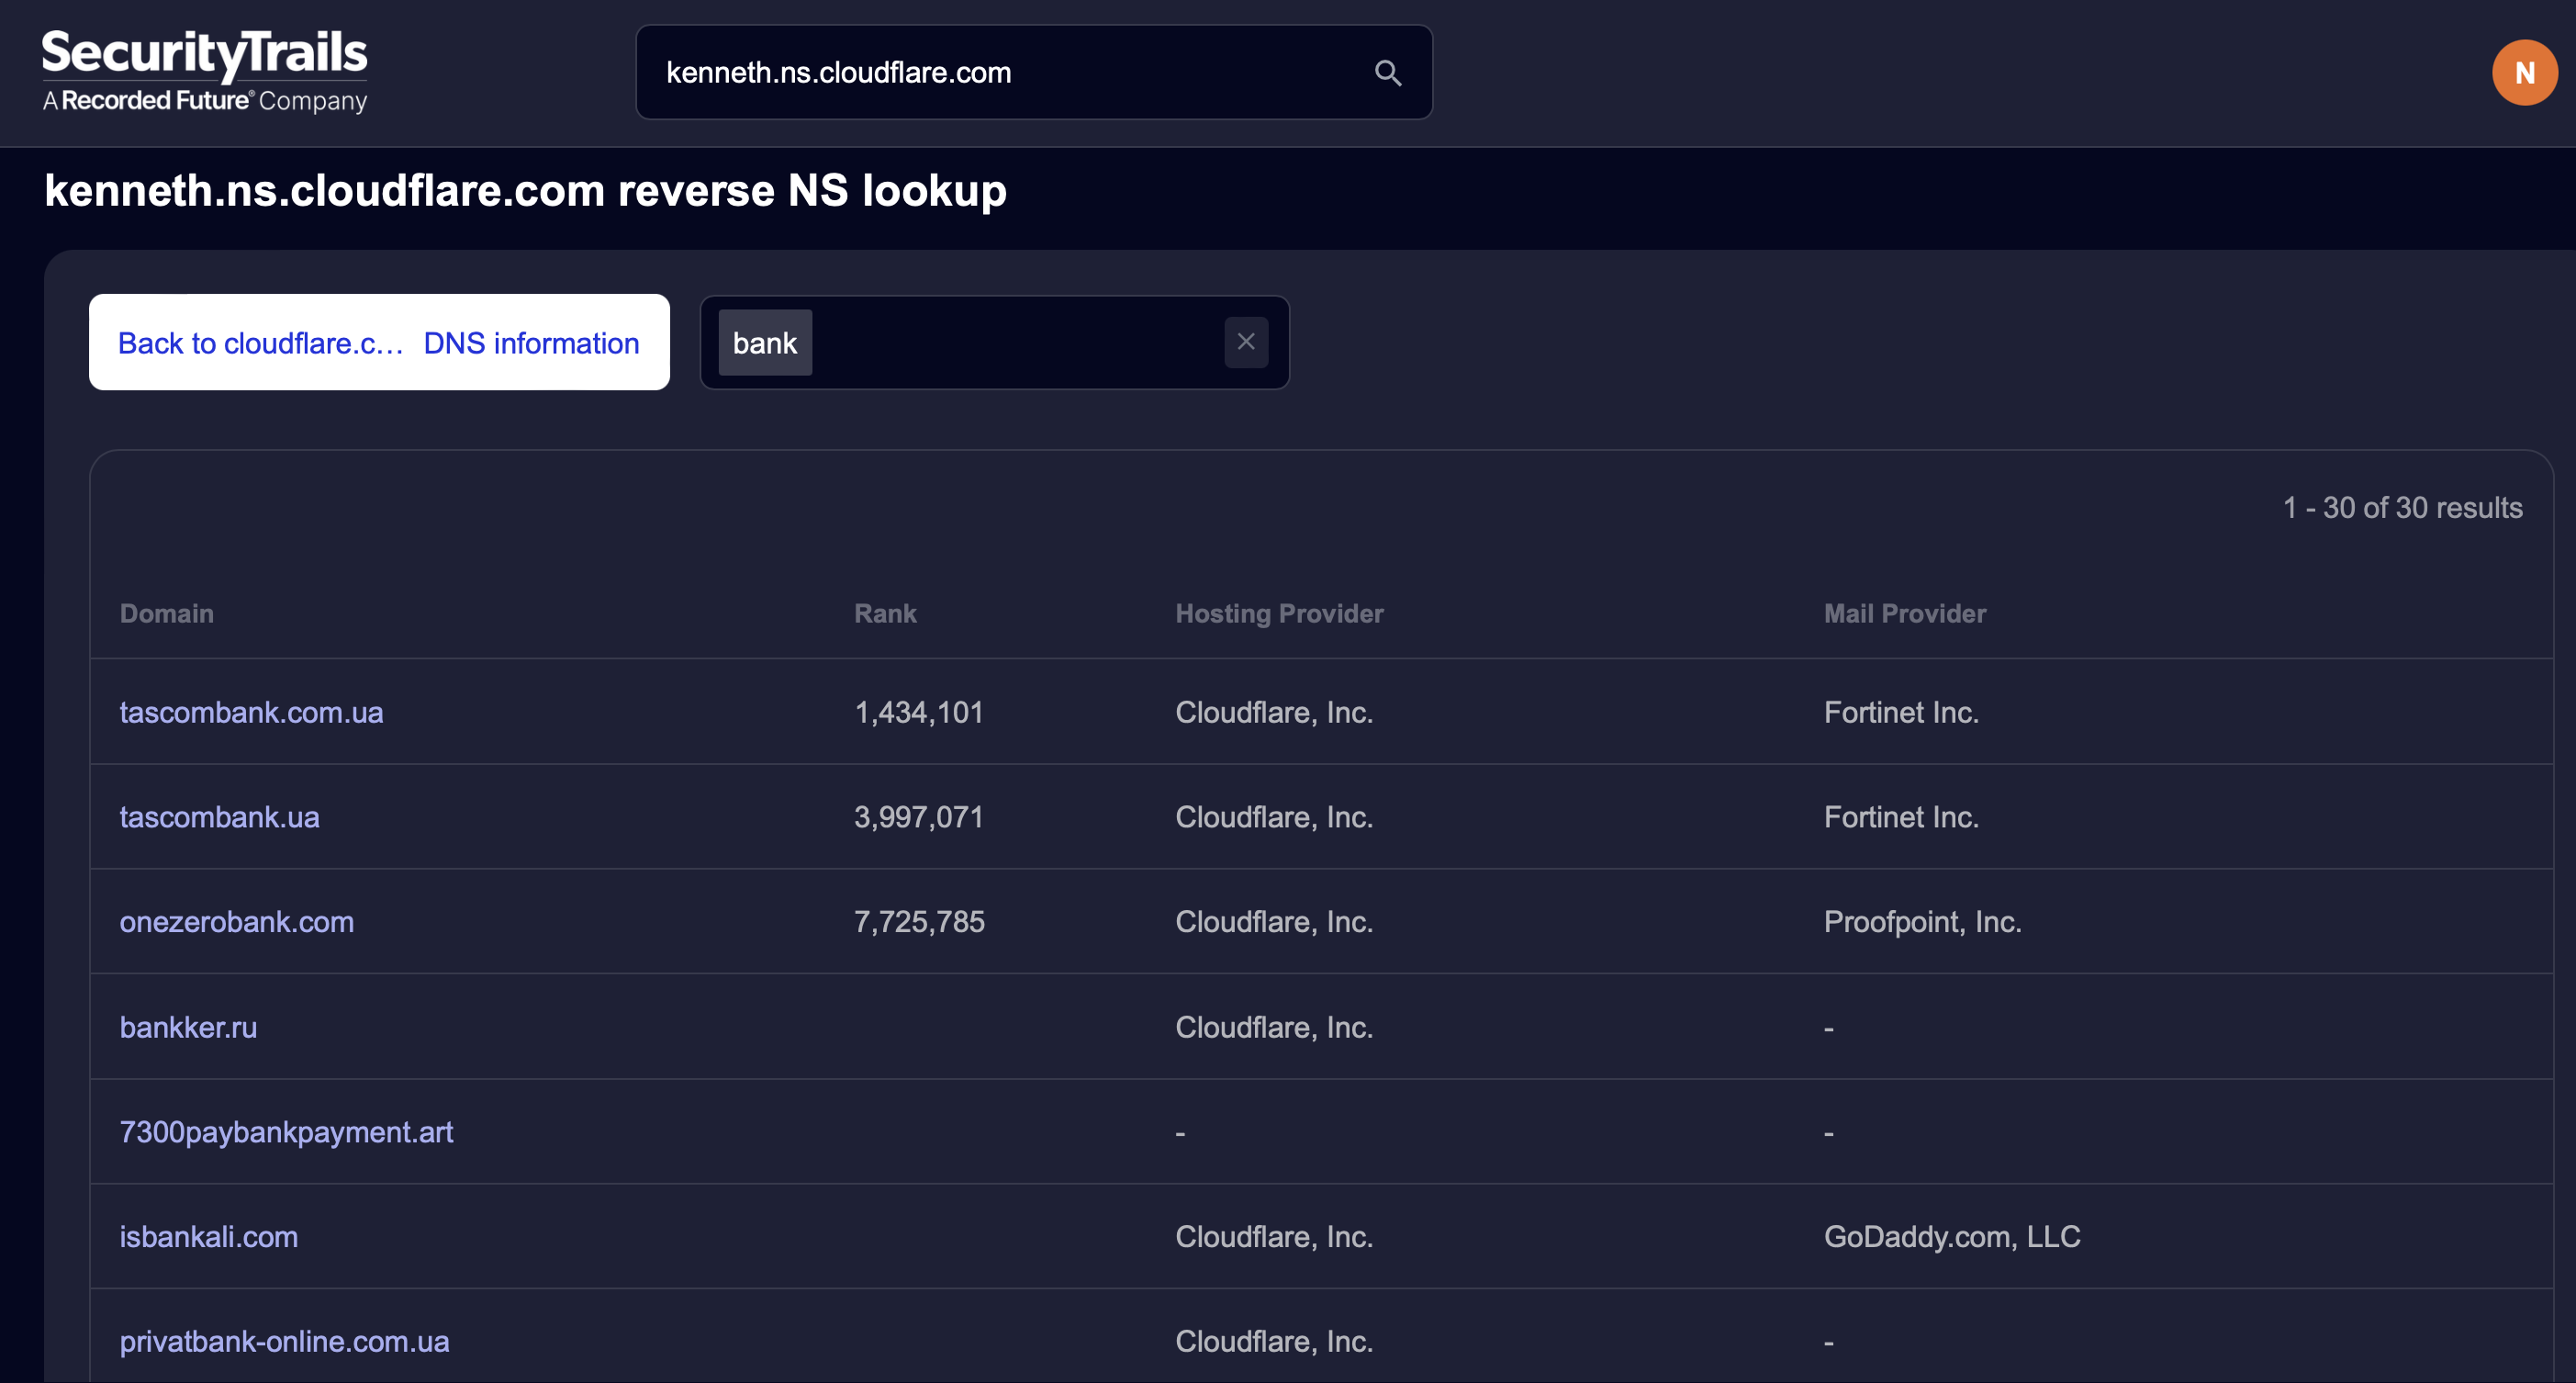 SecurityTrails
A Recorded Future® Company
kenneth.ns.cloudflare.com
N
kenneth.ns.cloudflare.com reverse NS lookup
Back to cloudflare.c... DNS information
bank
1 - 30 of 30 results
Domain Rank Hosting Provider Mail Provider
tascombank.com.ua 1,434,101 Cloudflare, Inc. Fortinet Inc.
tascombank.ua 3,997,071 Cloudflare, Inc. Fortinet Inc.
onezerobank.com 7,725,785 Cloudflare, Inc. Proofpoint, Inc.
bankker.ru Cloudflare, Inc. -
7300paybankpayment.art - -
isbankali.com Cloudflare, Inc. GoDaddy.com, LLC
privatbank-online.com.ua Cloudflare, Inc. -